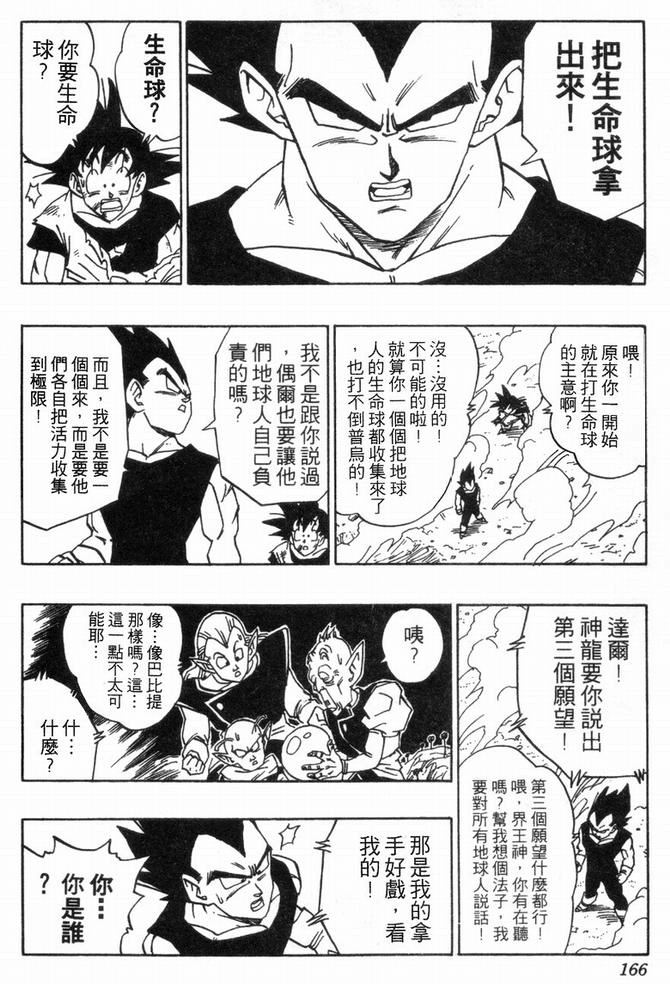 把生命球拿
出來！
生命球？
你要生命
球？
喂！
原來你一開始
就在打生命球
的主意啊？
沒…沒用的！
不可能的啦！
就算你一個個把地球
人的生命球都收集來了
，也打不倒普烏的！
我不是跟你說過
，偶爾也要讓他
們地球人自己負
責的嗎？
而且，我不是要一
個個來，而是要他
們各自把活力收集
到極限！
達爾！
神龍要你說出
第三個願望！
第三個願望什麼都行！
喂，界王神，你有在聽
嗎？幫我想個法子，我
要對所有地球人說話！
咦？
像…像巴比提
那樣嗎？這…
這一點不太可
能耶…
什…
什麼？
那是我的拿
手好戲，看
我的！
你…
你是誰
？
166